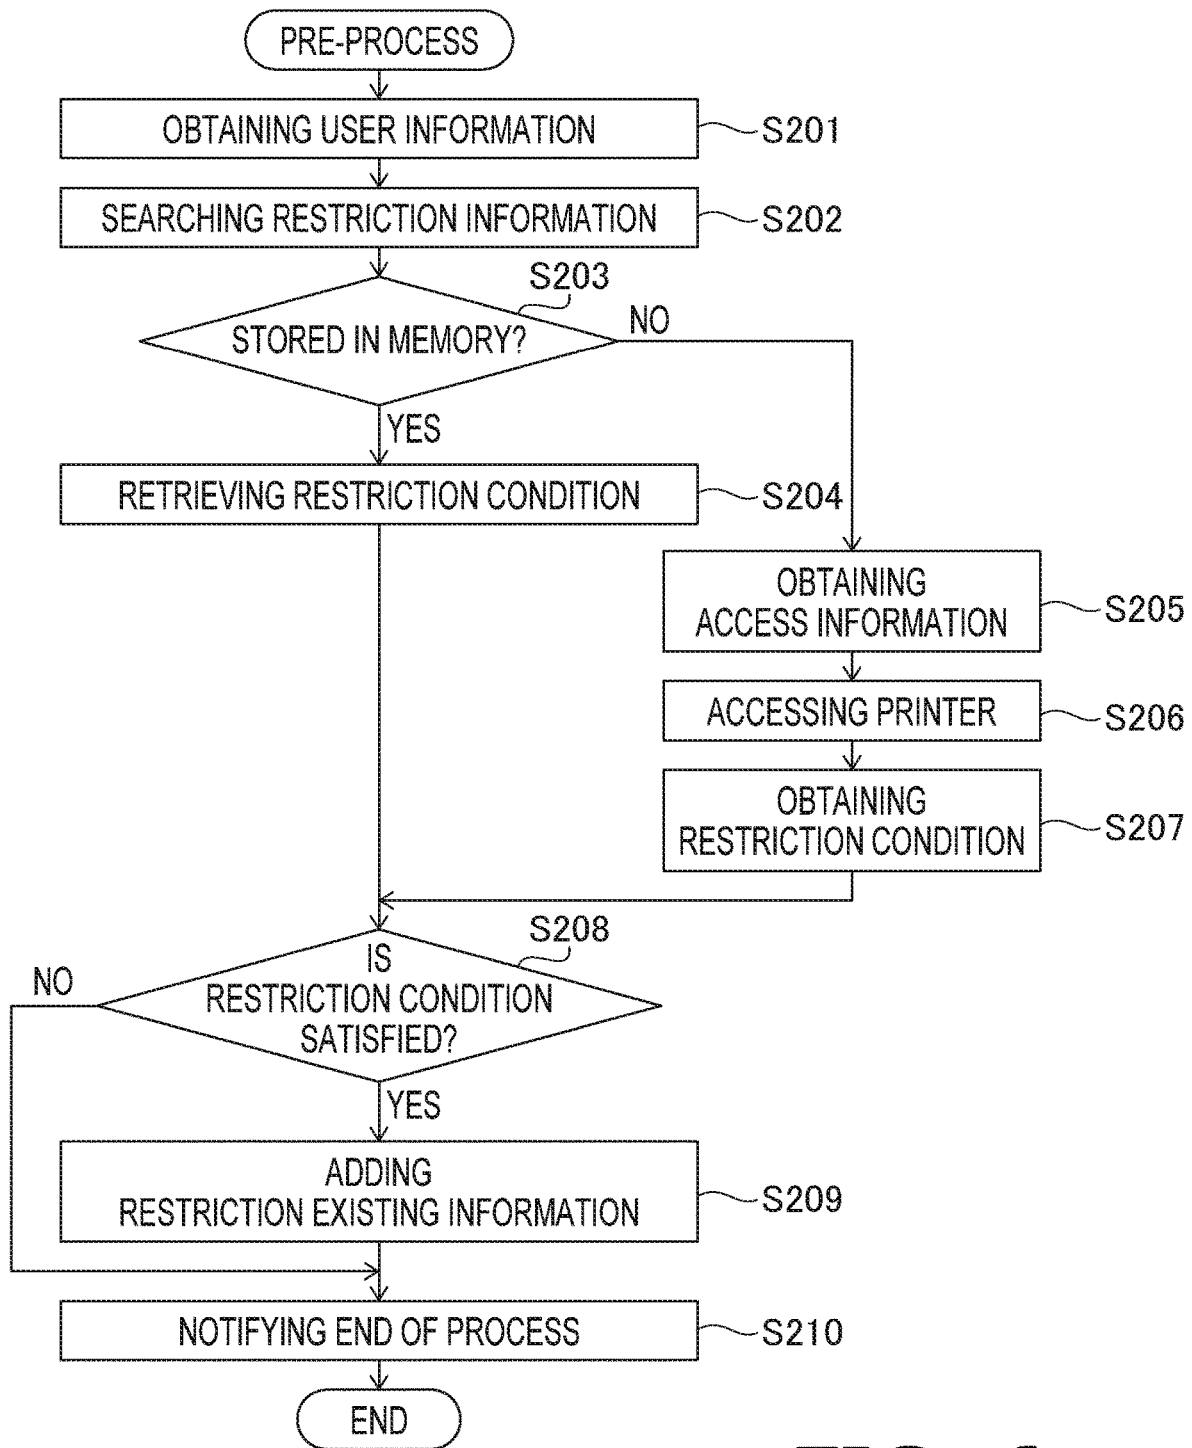 PRE-PROCESS
OBTAINING USER INFORMATION
S201
SEARCHING RESTRICTION INFORMATION
S202
S203
STORED IN MEMORY?
NO
YES
RETRIEVING RESTRICTION CONDITION
S204
OBTAINING
ACCESS INFORMATION
S205
ACCESSING PRINTER
S206
OBTAINING
RESTRICTION CONDITION
S207
S208
IS
RESTRICTION CONDITION
SATISFIED?
NO
YES
ADDING
RESTRICTION EXISTING INFORMATION
S209
NOTIFYING END OF PROCESS
S210
END